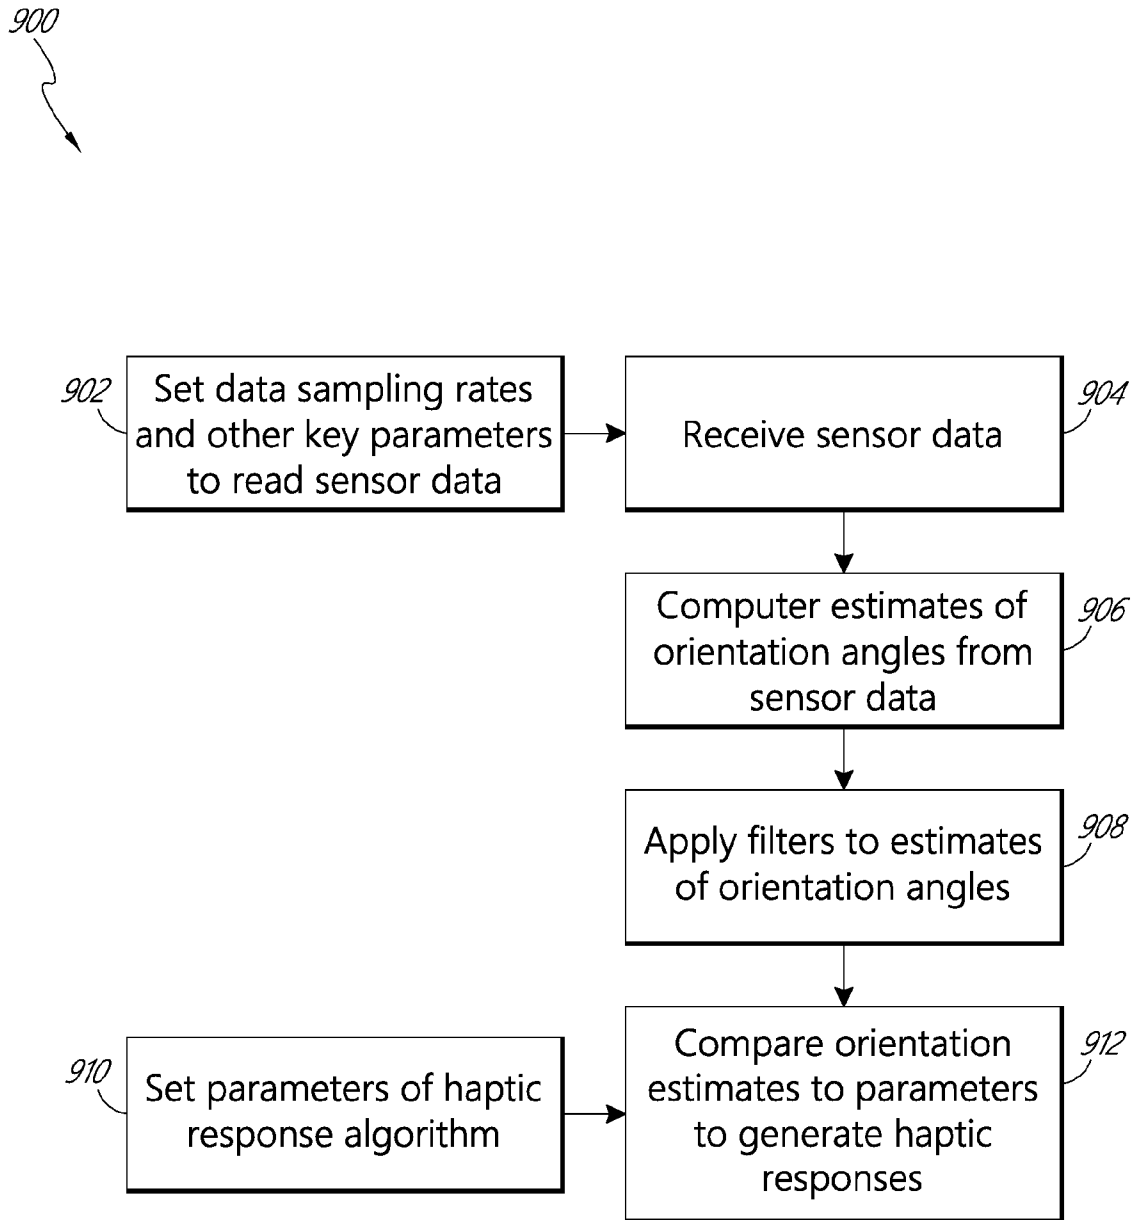 900
902
Set data sampling rates
and other key parameters
to read sensor data
904
Receive sensor data
906
Computer estimates of
orientation angles from
sensor data
908
Apply filters to estimates
of orientation angles
910
Set parameters of haptic
response algorithm
912
Compare orientation
estimates to parameters
to generate haptic
responses